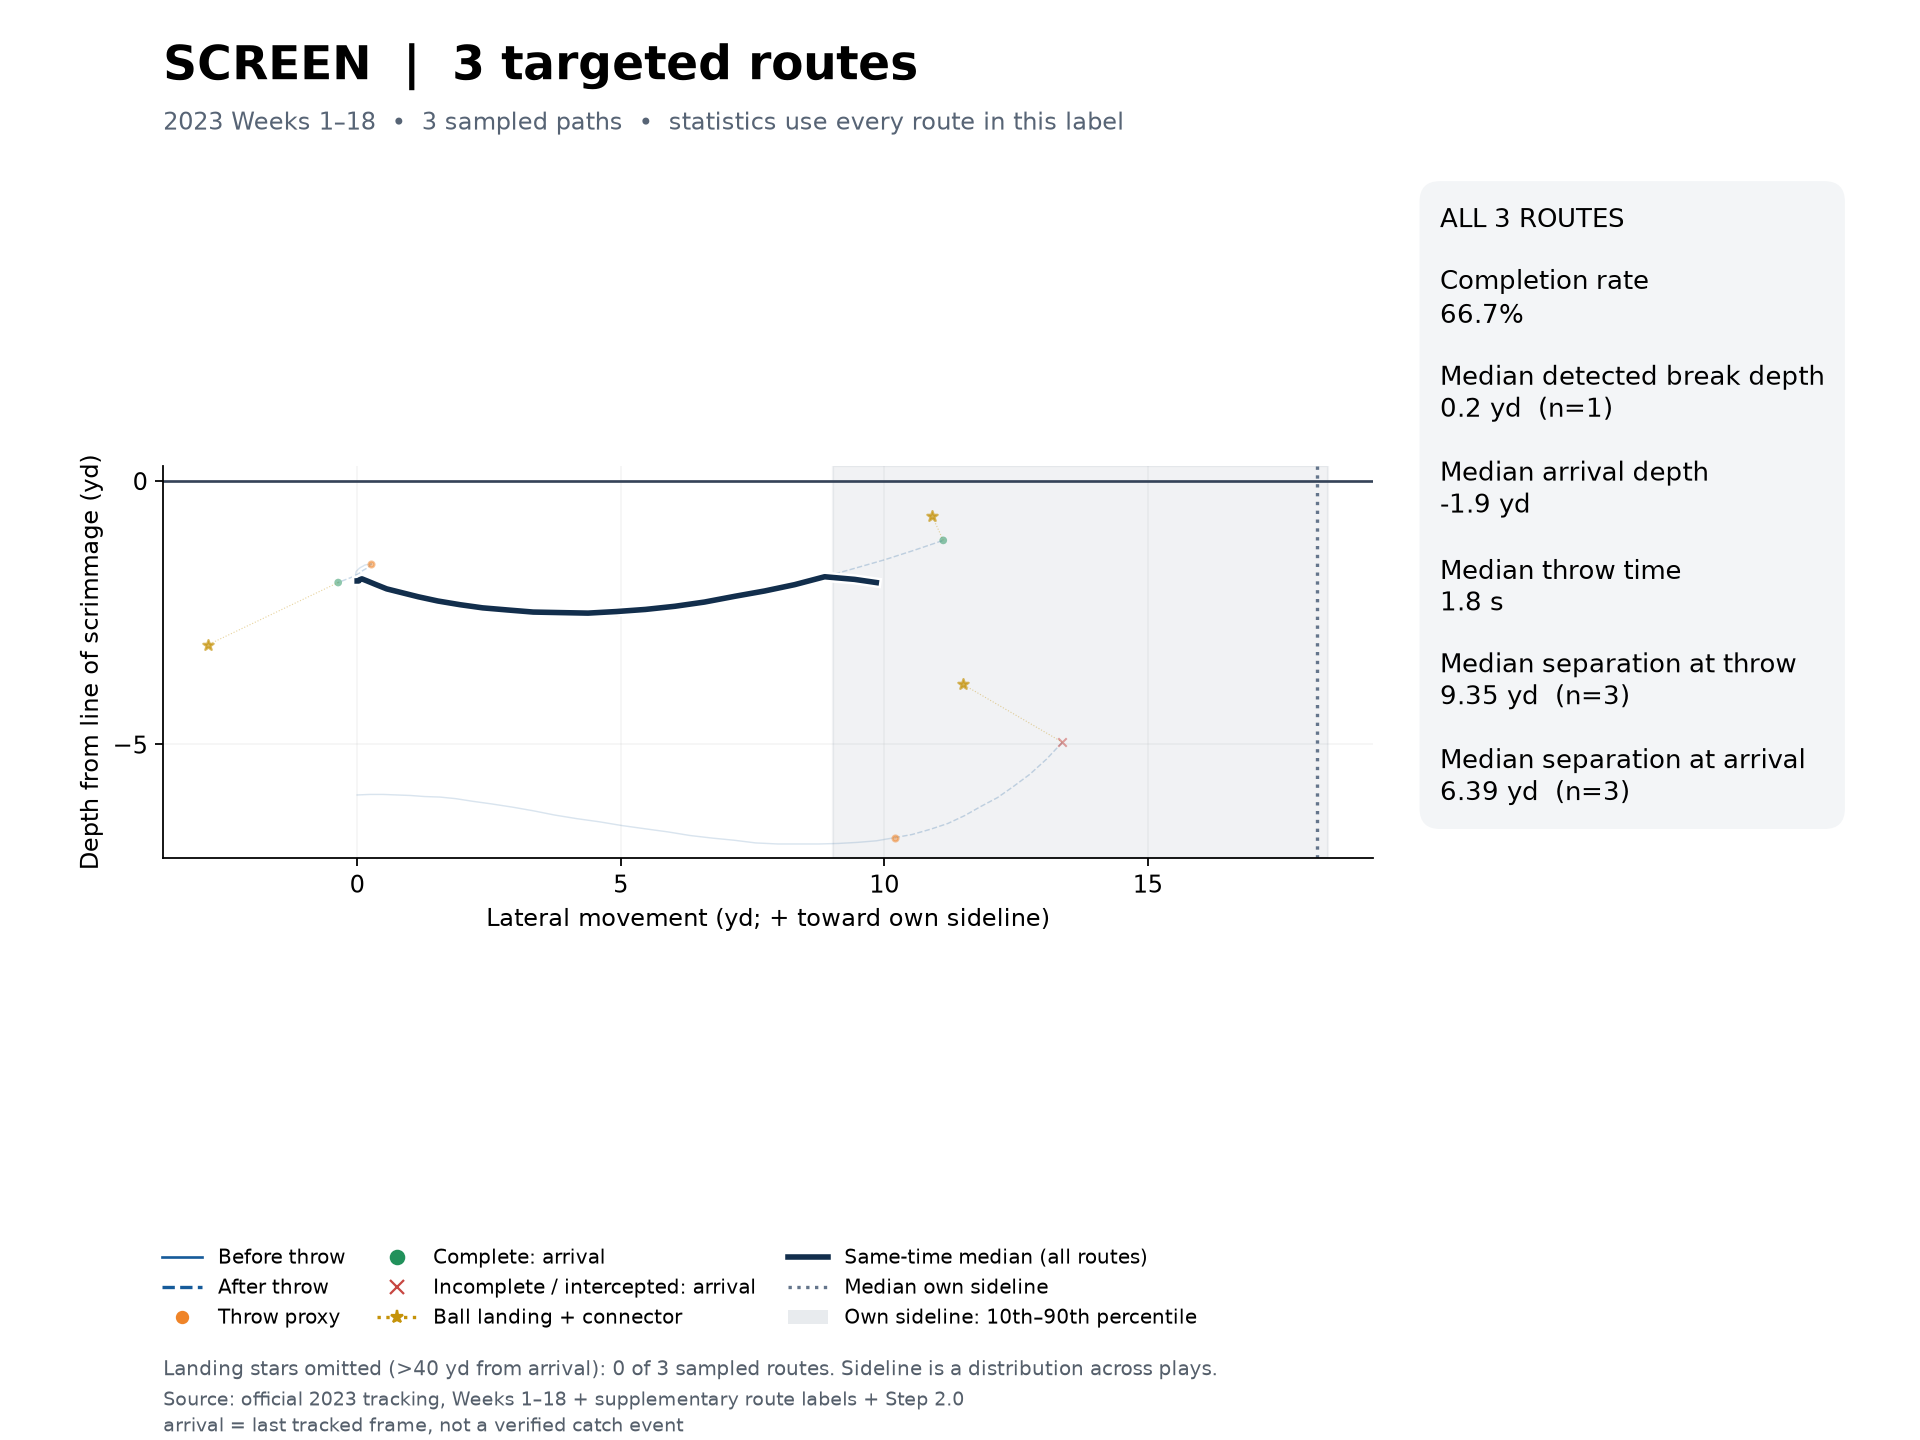 SCREEN | 3 targeted routes
2023 Weeks 1–18 • 3 sampled paths • statistics use every route in this label
ALL 3 ROUTES
Completion rate
66.7%
Median detected break depth
0.2 yd (n=1)
Median arrival depth
-1.9 yd
Median throw time
1.8 s
Median separation at throw
9.35 yd (n=3)
Median separation at arrival
6.39 yd (n=3)
Depth from line of scrimmage (yd)
0
−5
0 5 10 15
Lateral movement (yd; + toward own sideline)
Before throw
After throw
Throw proxy
Complete: arrival
Incomplete / intercepted: arrival
Ball landing + connector
Same-time median (all routes)
Median own sideline
Own sideline: 10th–90th percentile
Landing stars omitted (>40 yd from arrival): 0 of 3 sampled routes. Sideline is a distribution across plays.
Source: official 2023 tracking, Weeks 1–18 + supplementary route labels + Step 2.0
arrival = last tracked frame, not a verified catch event